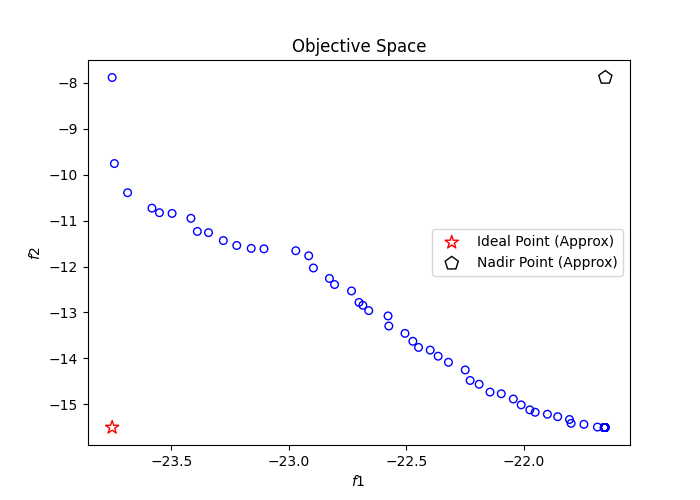 Objective Space
−8
−9
−10
−11
−12
−13
−14
−15
f2
Ideal Point (Approx)
Nadir Point (Approx)
−23.5
−23.0
−22.5
−22.0
f1